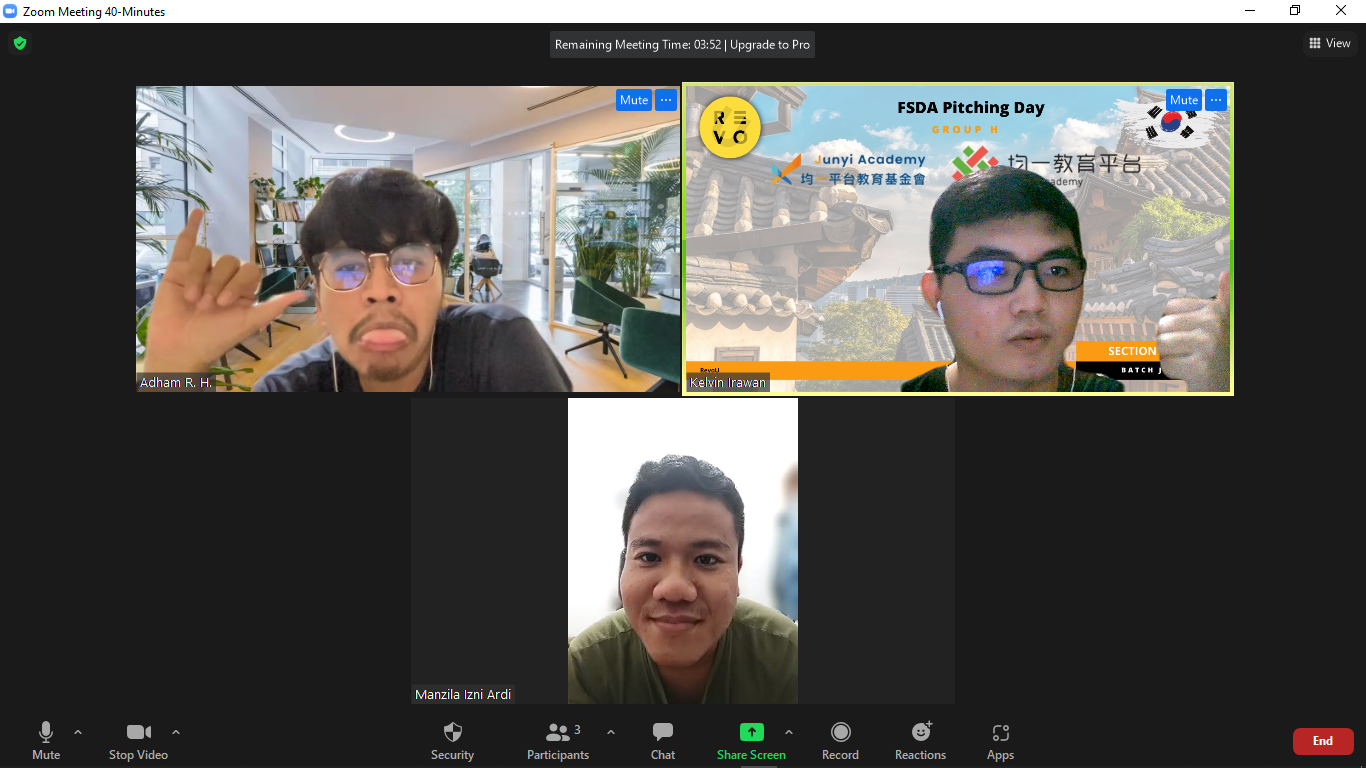 Zoom Meeting 40-Minutes
Remaining Meeting Time: 03:52 | Upgrade to Pro
View
Mute
Adham R. H.
Mute
REVO
FSDA Pitching Day
GROUP H
Junyi Academy
均一平台教育基金會
均一教育平台
SECTION
BATCH J
RevoU
Kelvin Irawan
Manzila Izni Ardi
Mute
Stop Video
Security
Participants
3
Chat
Share Screen
Record
Reactions
Apps
End